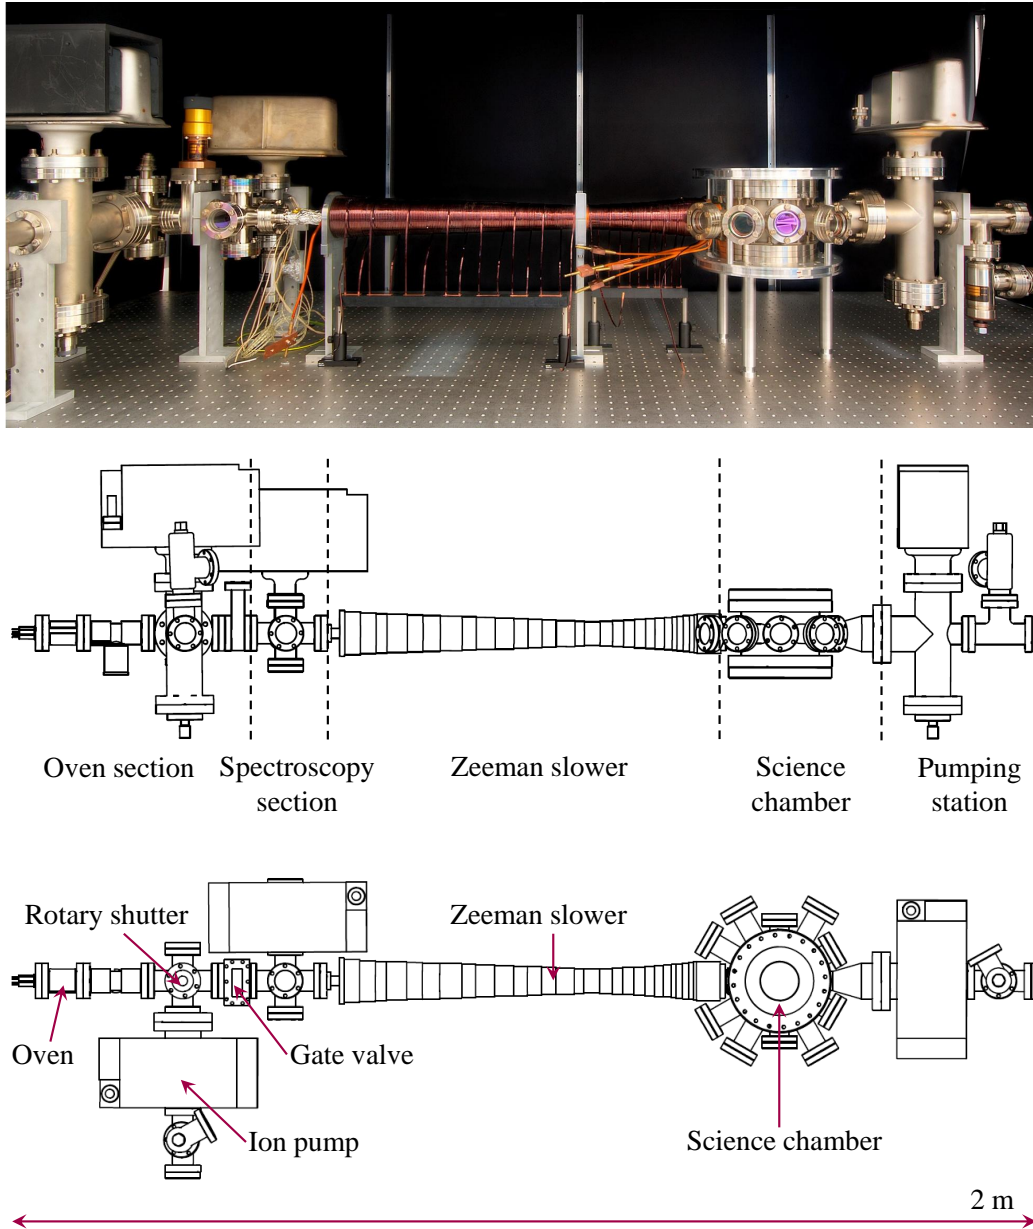 Oven section
Spectroscopy
section
Zeeman slower
Science
chamber
Pumping
station
Rotary shutter
Zeeman slower
Oven
Gate valve
Ion pump
Science chamber
2 m